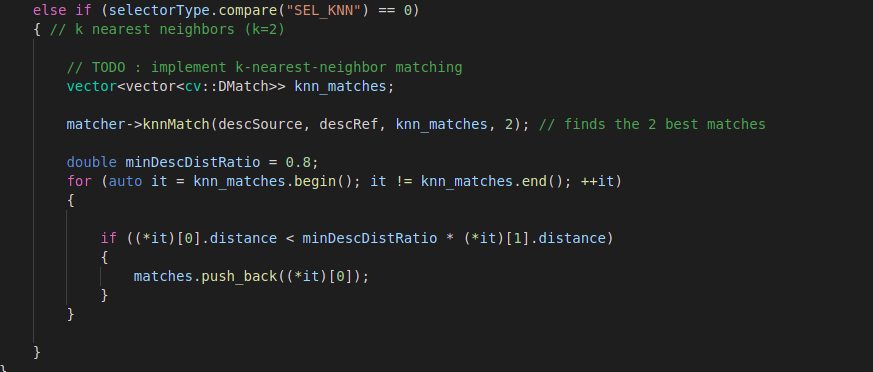 else if (selectorType.compare("SEL_KNN") == 0)
{ // k nearest neighbors (k=2)
// TODO : implement k-nearest-neighbor matching
vector<vector<cv::DMatch>> knn_matches;
matcher->knnMatch(descSource, descRef, knn_matches, 2); // finds the 2 best matches
double minDescDistRatio = 0.8;
for (auto it = knn_matches.begin(); it != knn_matches.end(); ++it)
{
if ((*it)[0].distance < minDescDistRatio * (*it)[1].distance)
{
matches.push_back((*it)[0]);
}
}
}
}